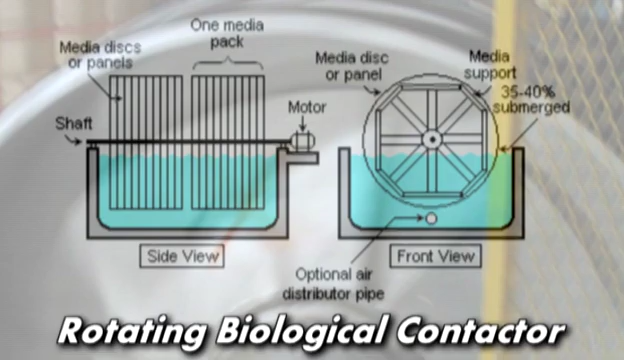 One media
pack
Media discs
or panels
Shaft
Motor
Side View
Media disc
or panel
Media
support
35-40%
submerged
Front View
Optional air
distributor pipe
Rotating Biological Contactor